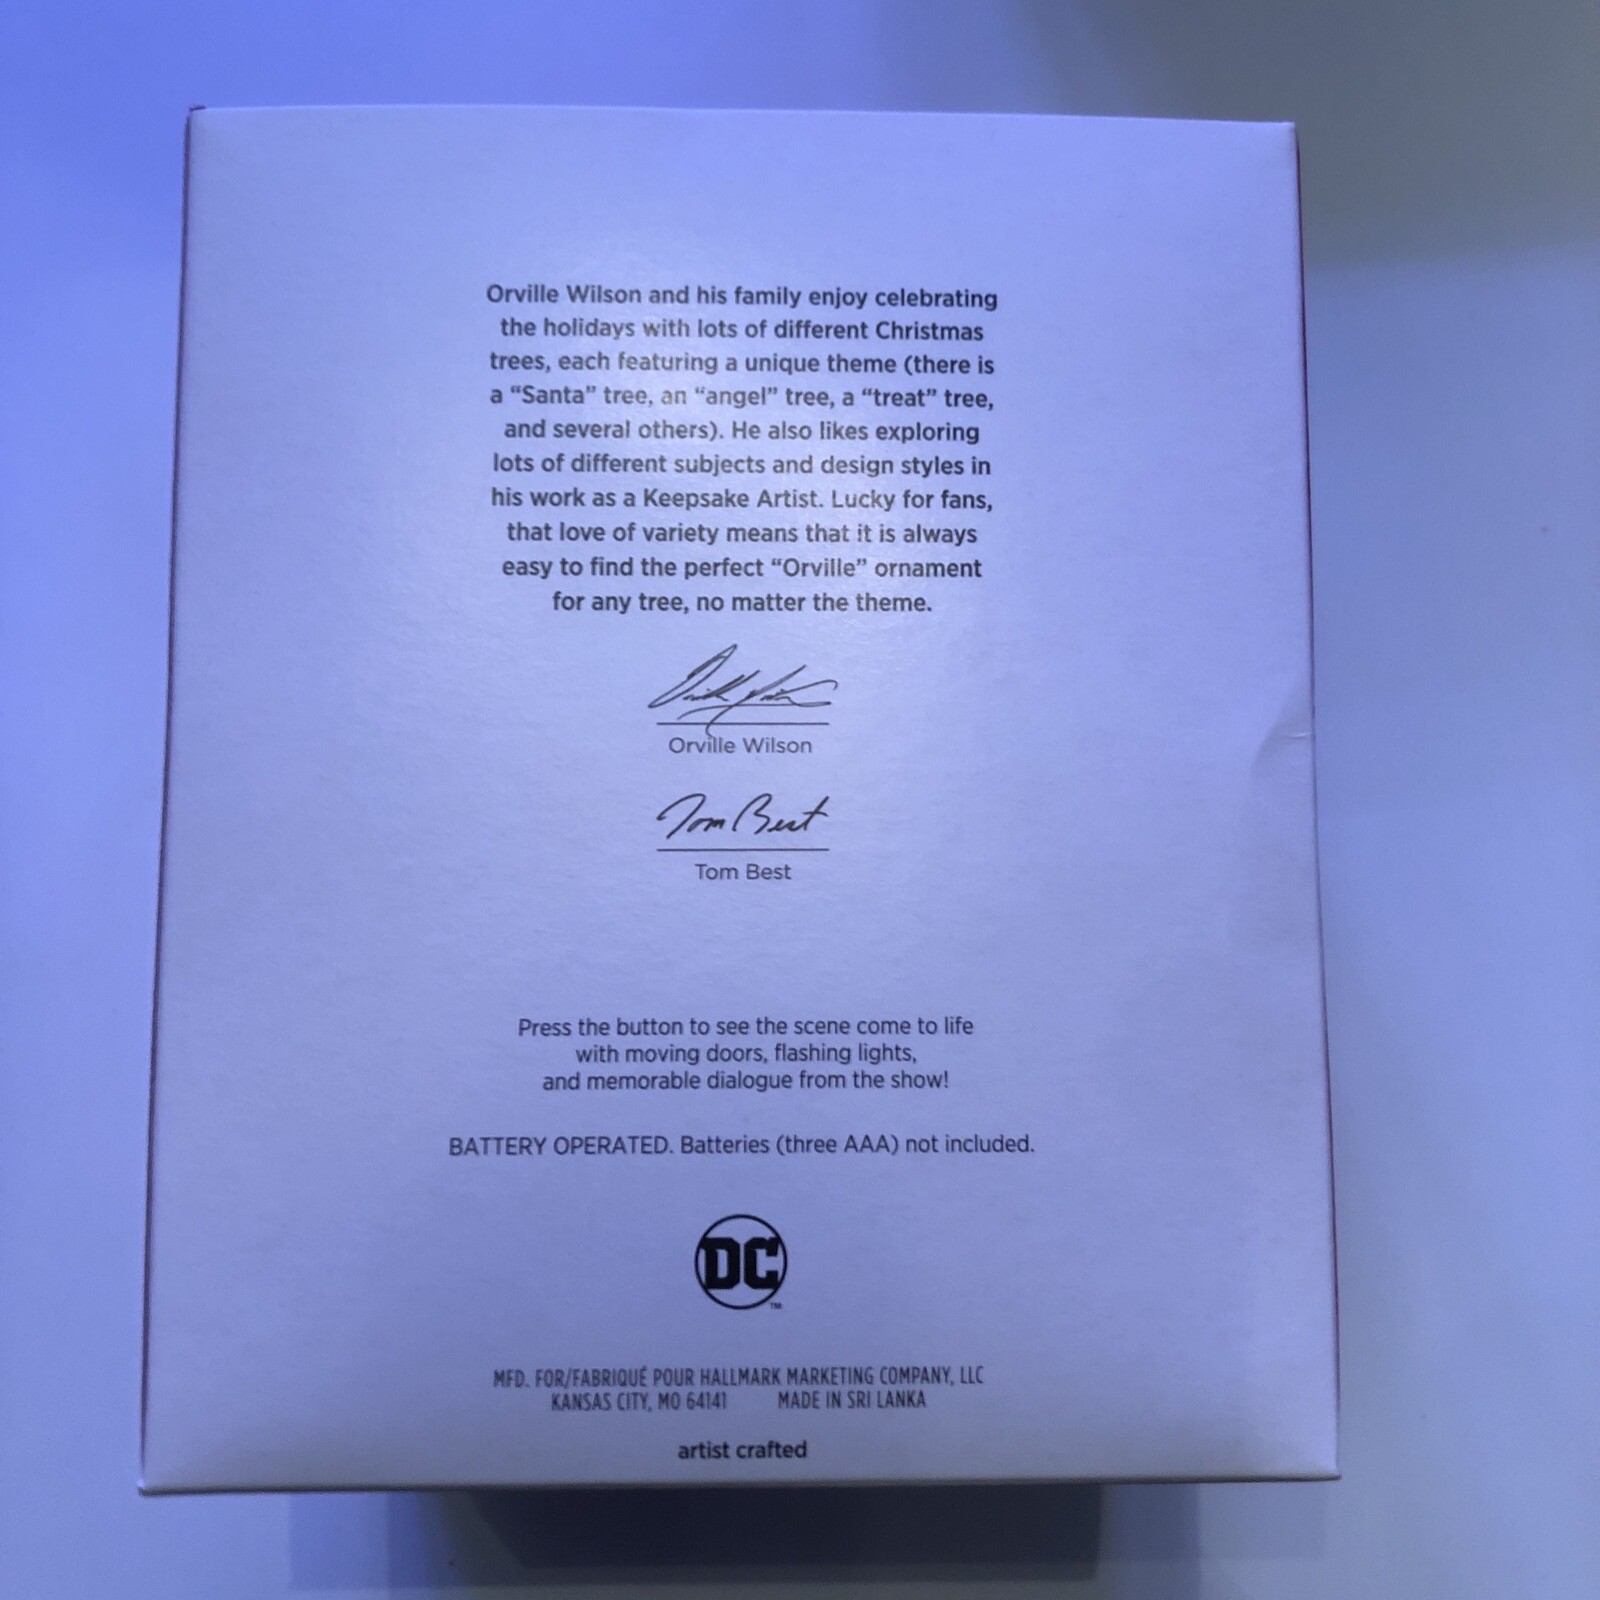 Orville Wilson and his family enjoy celebrating
the holidays with lots of different Christmas
trees, each featuring a unique theme (there is
a “Santa” tree, an “angel” tree, a “treat” tree,
and several others). He also likes exploring
lots of different subjects and design styles in
his work as a Keepsake Artist. Lucky for fans,
that love of variety means that it is always
easy to find the perfect “Orville” ornament
for any tree, no matter the theme.
Orville Wilson
Tom Best
Tom Best
Press the button to see the scene come to life
with moving doors, flashing lights,
and memorable dialogue from the show!
BATTERY OPERATED. Batteries (three AAA) not included.
DC
™
MFD. FOR/FABRIQUÉ POUR HALLMARK MARKETING COMPANY, LLC
KANSAS CITY, MO 64141 MADE IN SRI LANKA
artist crafted